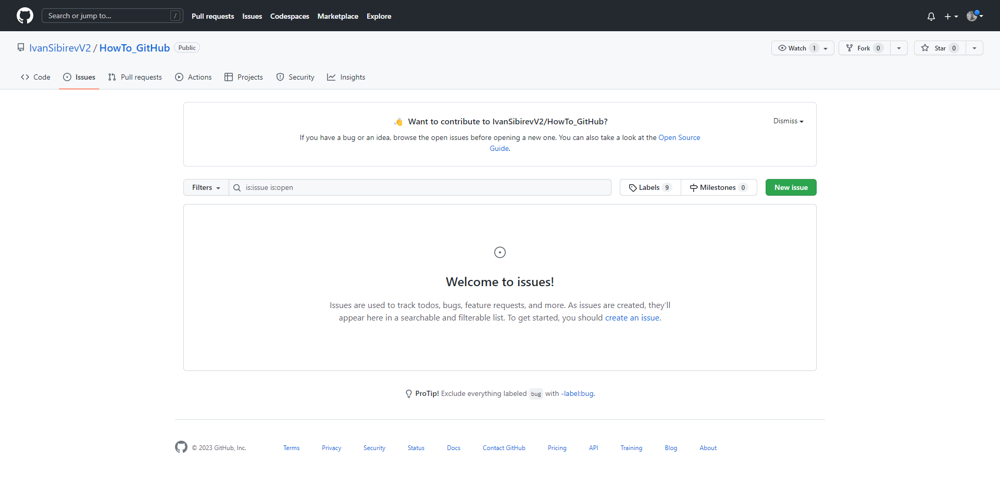 Search or jump to... / Pull requests Issues Codespaces Marketplace Explore
IvanSibirevV2 / HowTo_GitHub Public Watch 1 Fork 0 Star 0
Code Issues Pull requests Actions Projects Security Insights
👋 Want to contribute to IvanSibirevV2/HowTo_GitHub? Dismiss
If you have a bug or an idea, browse the open issues before opening a new one. You can also take a look at the Open Source
Guide.
Filters is:issue is:open Labels 9 Milestones 0 New issue
Welcome to issues!
Issues are used to track todos, bugs, feature requests, and more. As issues are created, they’ll
appear here in a searchable and filterable list. To get started, you should create an issue.
ProTip! Exclude everything labeled bug with -label:bug.
© 2023 GitHub, Inc. Terms Privacy Security Status Docs Contact GitHub Pricing API Training Blog About